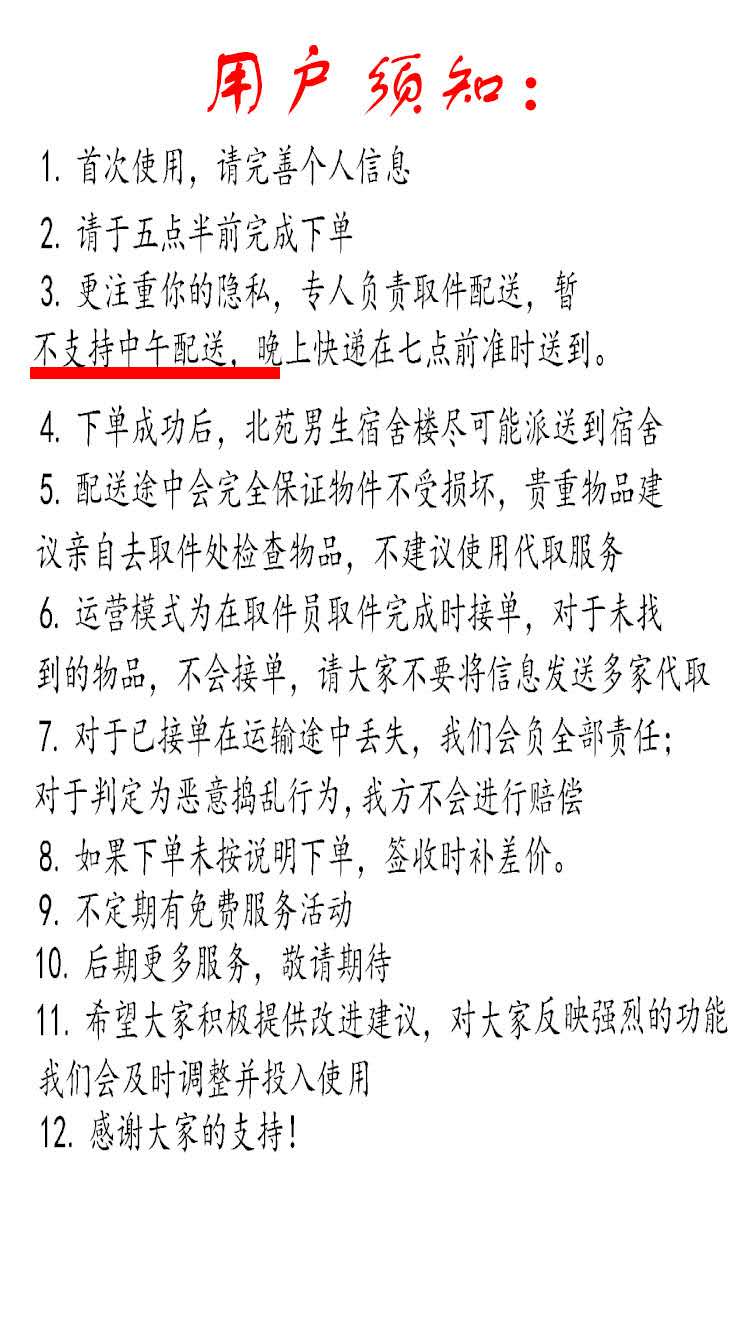 用户须知：
1. 首次使用，请完善个人信息
2. 请于五点半前完成下单
3. 更注重你的隐私，专人负责取件配送，暂
不支持中午配送，晚上快递在七点前准时送到。
4. 下单成功后，北苑男生宿舍楼尽可能派送到宿舍
5. 配送途中会完全保证物件不受损坏，贵重物品建
议亲自去取件处检查物品，不建议使用代取服务
6. 运营模式为在取件员取件完成时接单，对于未找
到的物品，不会接单，请大家不要将信息发送多家代取
7. 对于已接单在运输途中丢失，我们会负全部责任；
对于判定为恶意捣乱行为,我方不会进行赔偿
8. 如果下单未按说明下单，签收时补差价。
9. 不定期有免费服务活动
10. 后期更多服务，敬请期待
11. 希望大家积极提供改进建议，对大家反映强烈的功能
我们会及时调整并投入使用
12. 感谢大家的支持！